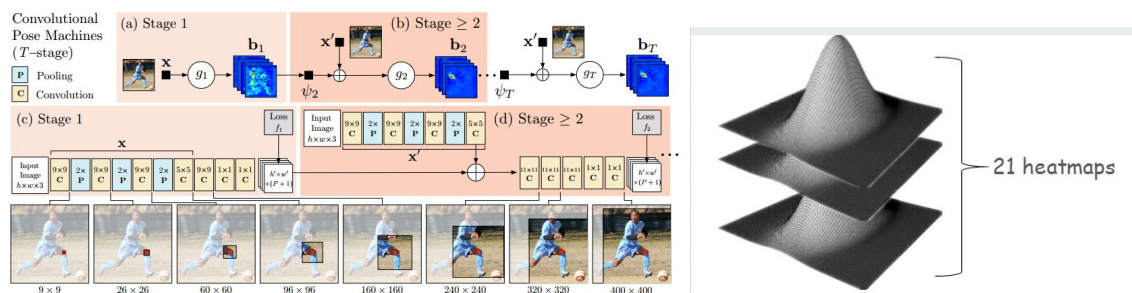 Convolutional
Pose Machines
(T–stage)
P Pooling
C Convolution
(a) Stage 1
x
g1
b1
(b) Stage ≥ 2
x′
ψ2
g2
b2
x′
ψT
gT
bT
(c) Stage 1
Input
Image
h×w×3
x
9×9 C
2× P
9×9 C
2× P
9×9 C
2× P
5×5 C
9×9 C
1×1 C
1×1 C
Loss
f1
h′×w′
×(P+1)
(d) Stage ≥ 2
Input
Image
h×w×3
9×9 C
2× P
9×9 C
2× P
9×9 C
2× P
5×5 C
x′
11×11 C
11×11 C
11×11 C
1×1 C
1×1 C
Loss
f2
h′×w′
×(P+1)
9 × 9
26 × 26
60 × 60
96 × 96
160 × 160
240 × 240
320 × 320
400 × 400
21 heatmaps